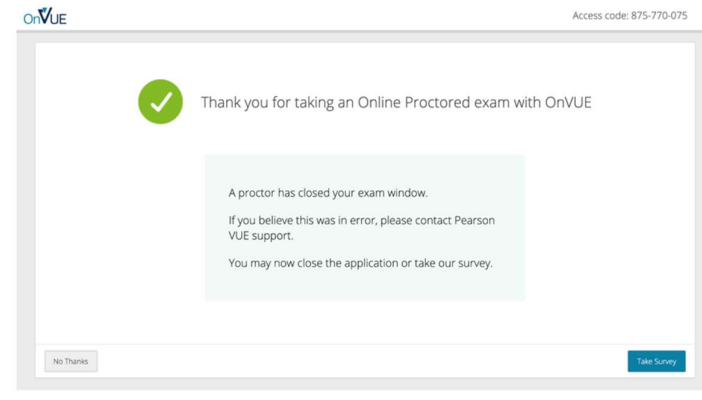 OnVUE
Access code: 875-770-075
Thank you for taking an Online Proctored exam with OnVUE
A proctor has closed your exam window.
If you believe this was in error, please contact Pearson
VUE support.
You may now close the application or take our survey.
No Thanks
Take Survey